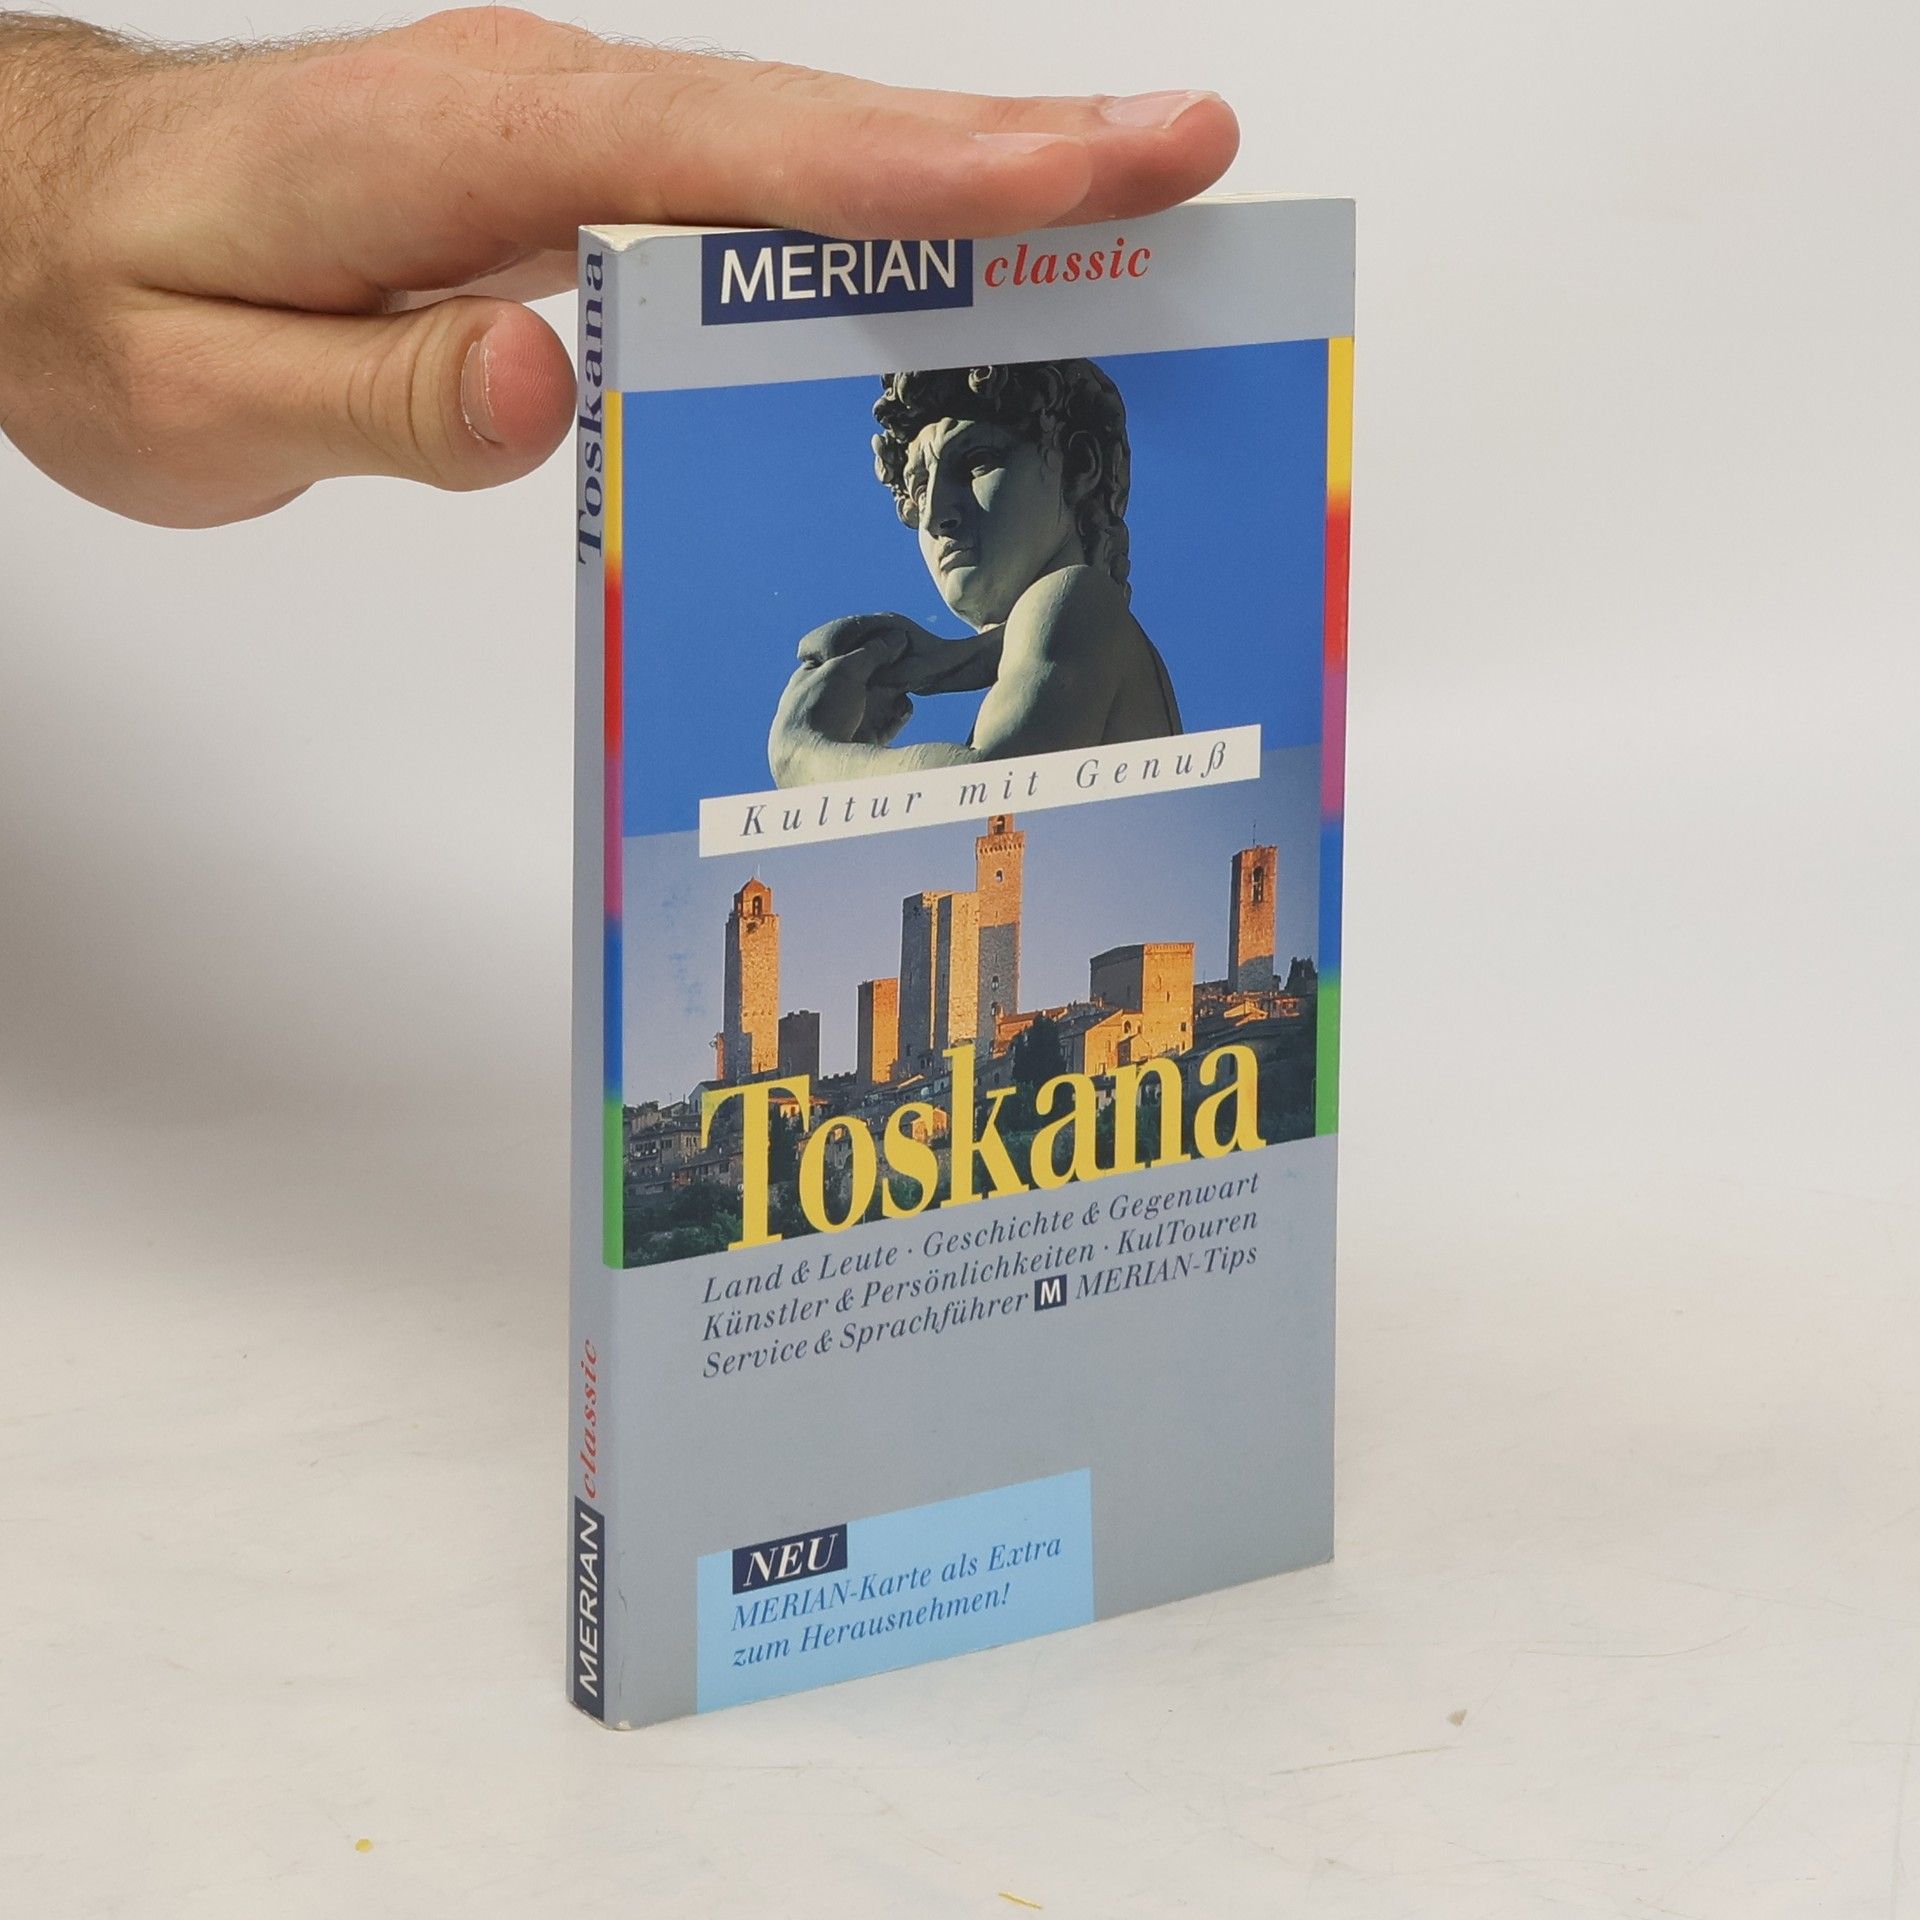 MERIAN classic
Kultur mit Genuß
Toskana
Land & Leute · Geschichte & Gegenwart
Künstler & Persönlichkeiten · KulTouren
Service & Sprachführer M MERIAN-Tips
NEU
MERIAN-Karte als Extra
zum Herausnehmen!
Toskana
MERIAN classic